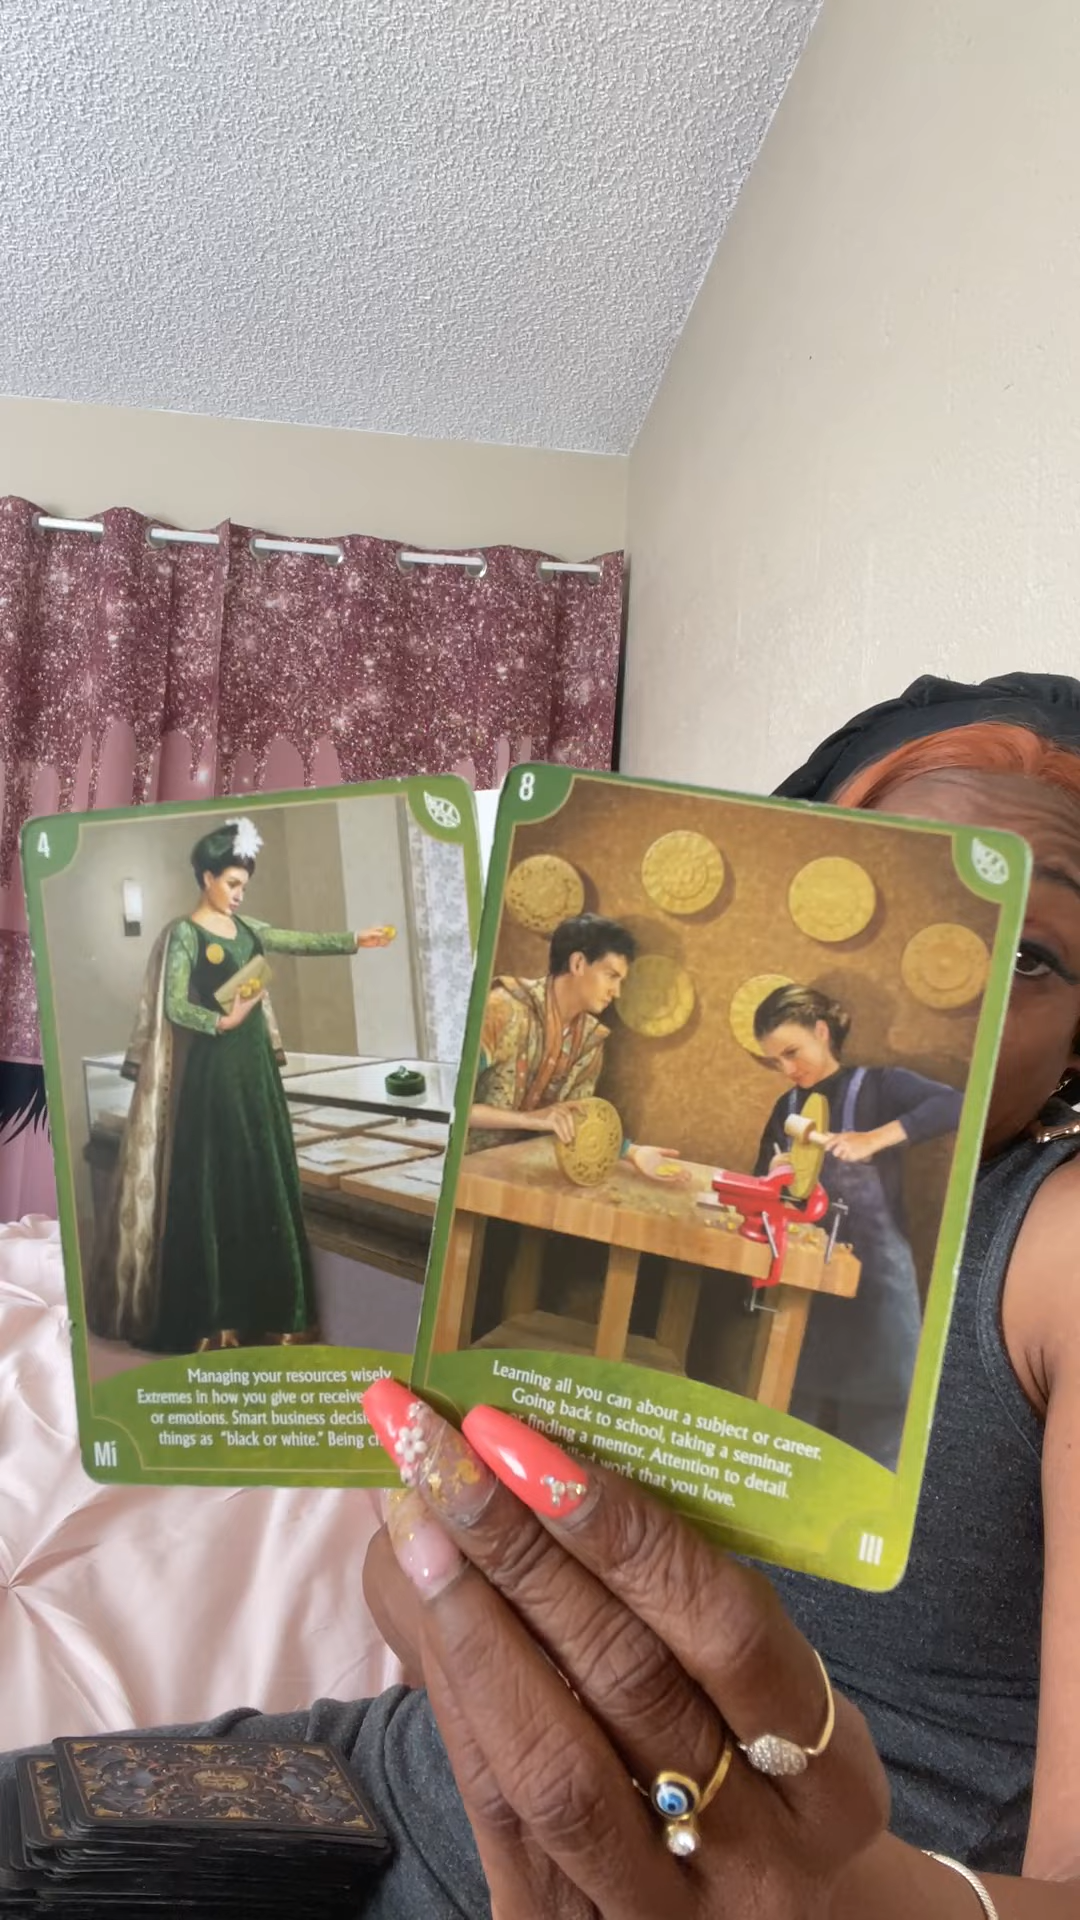 4
Managing your resources wisely.
Extremes in how you give or receive
or emotions. Smart business
things as "black or white." Being
Mi
8
Learning all you can about a subject or career.
Going back to school, taking a seminar,
or finding a mentor. Attention to detail.
work that you love.
III